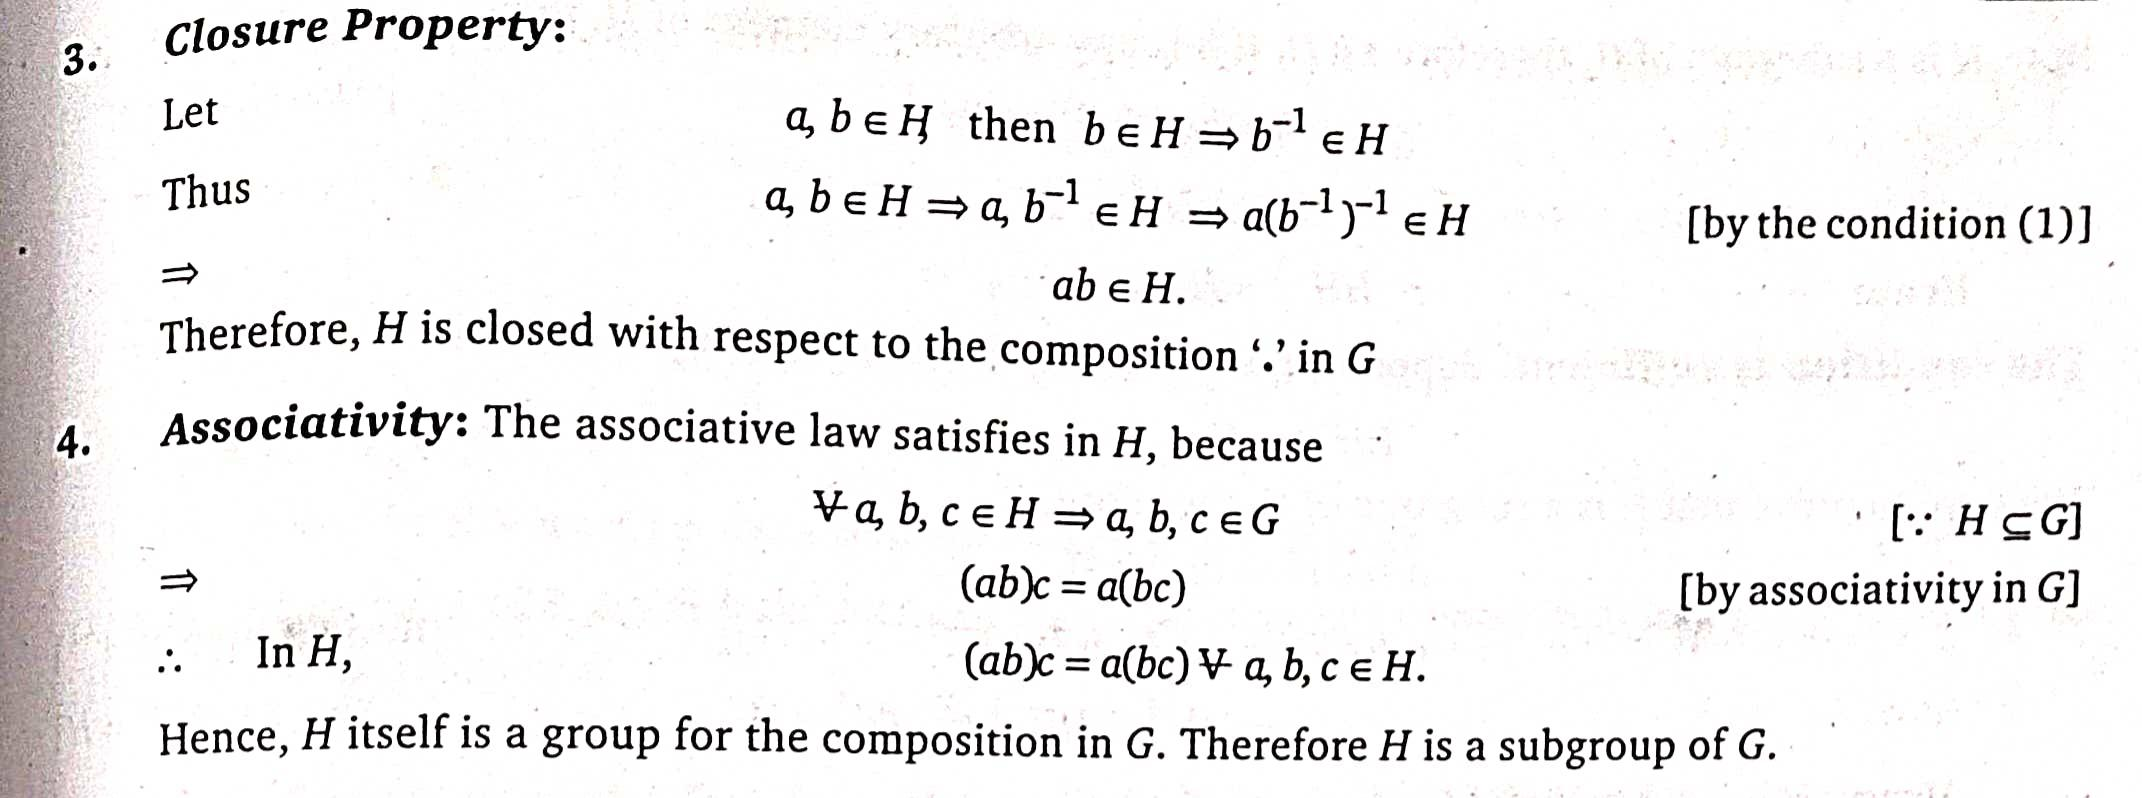 3. Closure Property:
Let a, b ∈ H, then b ∈ H ⇒ b⁻¹ ∈ H
Thus a, b ∈ H ⇒ a, b⁻¹ ∈ H ⇒ a(b⁻¹)⁻¹ ∈ H [by the condition (1)]
⇒ ab ∈ H.
Therefore, H is closed with respect to the composition ‘.’ in G
4. Associativity: The associative law satisfies in H, because
∀ a, b, c ∈ H ⇒ a, b, c ∈ G [∵ H ⊆ G]
⇒ (ab)c = a(bc) [by associativity in G]
∴ In H, (ab)c = a(bc) ∀ a, b, c ∈ H.
Hence, H itself is a group for the composition in G. Therefore H is a subgroup of G.